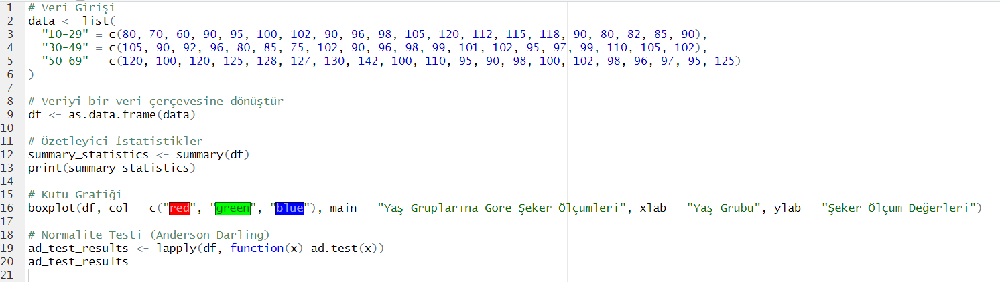 1 # Veri Girişi
2 data <- list(
3   "10-29" = c(80, 70, 60, 90, 95, 100, 102, 90, 96, 98, 105, 120, 112, 115, 118, 90, 80, 82, 85, 90),
4   "30-49" = c(105, 90, 92, 96, 80, 85, 75, 102, 90, 96, 98, 99, 101, 102, 95, 97, 99, 110, 105, 102),
5   "50-69" = c(120, 100, 120, 125, 128, 127, 130, 142, 100, 110, 95, 90, 98, 100, 102, 98, 96, 97, 95, 125)
6 )
7
8 # Veriyi bir veri çerçevesine dönüştür
9 df <- as.data.frame(data)
10
11 # Özetleyici İstatistikler
12 summary_statistics <- summary(df)
13 print(summary_statistics)
14
15 # Kutu Grafiği
16 boxplot(df, col = c("red", "green", "blue"), main = "Yaş Gruplarına Göre Şeker Ölçümleri", xlab = "Yaş Grubu", ylab = "Şeker Ölçüm Değerleri")
17
18 # Normalite Testi (Anderson-Darling)
19 ad_test_results <- lapply(df, function(x) ad.test(x))
20 ad_test_results
21